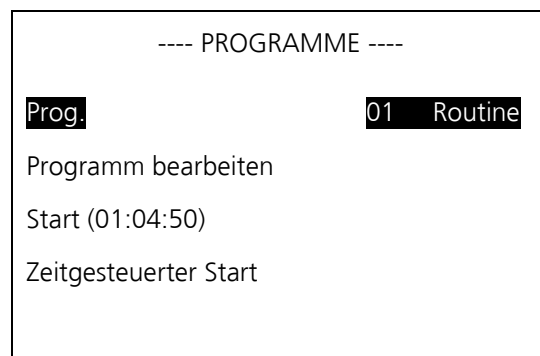 ---- PROGRAMME ----
Prog. 01 Routine
Programm bearbeiten
Start (01:04:50)
Zeitgesteuerter Start